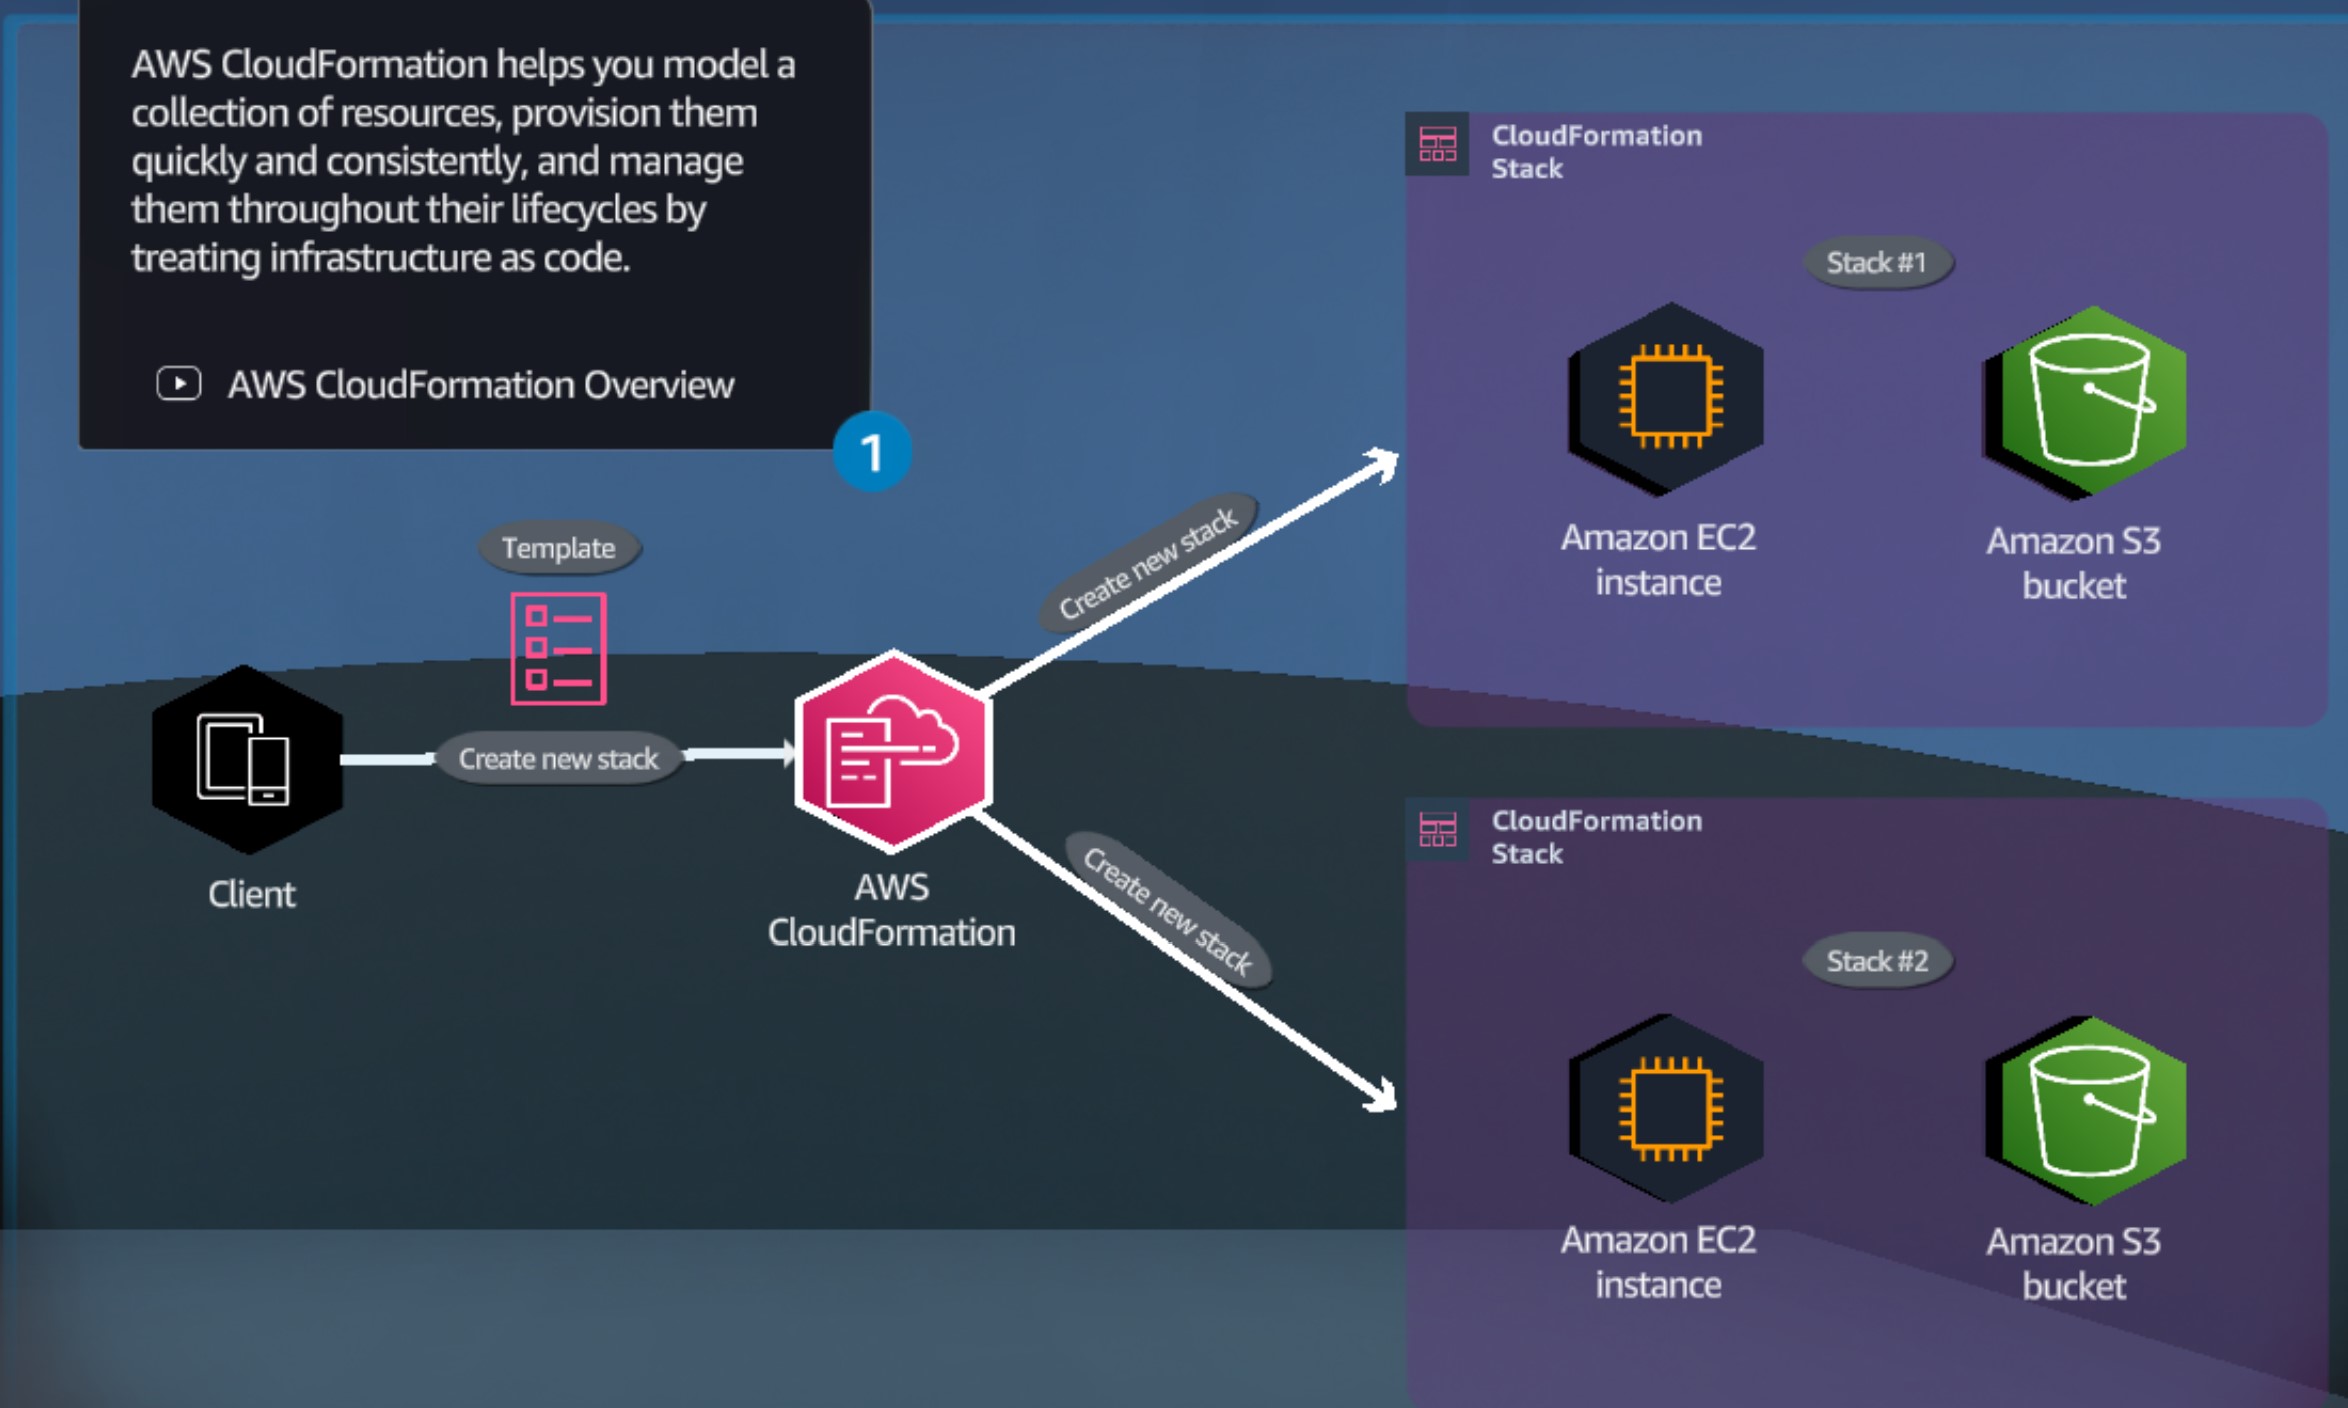 AWS CloudFormation helps you model a
collection of resources, provision them
quickly and consistently, and manage
them throughout their lifecycles by
treating infrastructure as code.
AWS CloudFormation Overview
1
Template
Create new stack
Client
AWS
CloudFormation
Create new stack
Create new stack
CloudFormation
Stack
Stack #1
Amazon EC2
instance
Amazon S3
bucket
CloudFormation
Stack
Stack #2
Amazon EC2
instance
Amazon S3
bucket